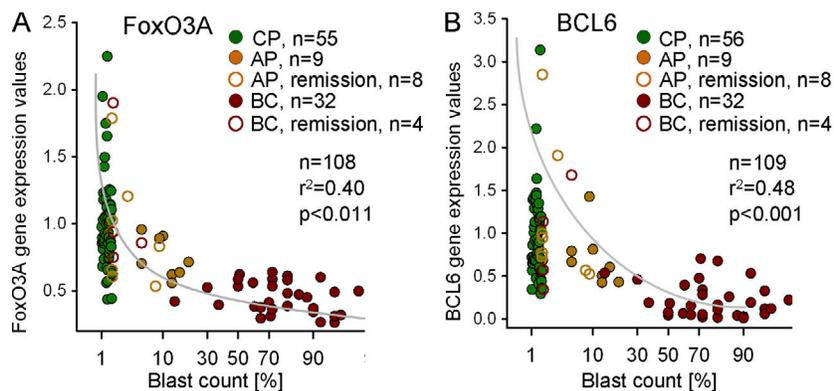 A
FoxO3A
CP, n=55
AP, n=9
AP, remission, n=8
BC, n=32
BC, remission, n=4
n=108
r²=0.40
p<0.011
FoxO3A gene expression values
2.5
2.0
1.5
1.0
0.5
1 10 30 50 70 90
Blast count [%]
B
BCL6
CP, n=56
AP, n=9
AP, remission, n=8
BC, n=32
BC, remission, n=4
n=109
r²=0.48
p<0.001
BCL6 gene expression values
3.5
3.0
2.5
2.0
1.5
1.0
0.5
0.0
1 10 30 50 70 90
Blast count [%]